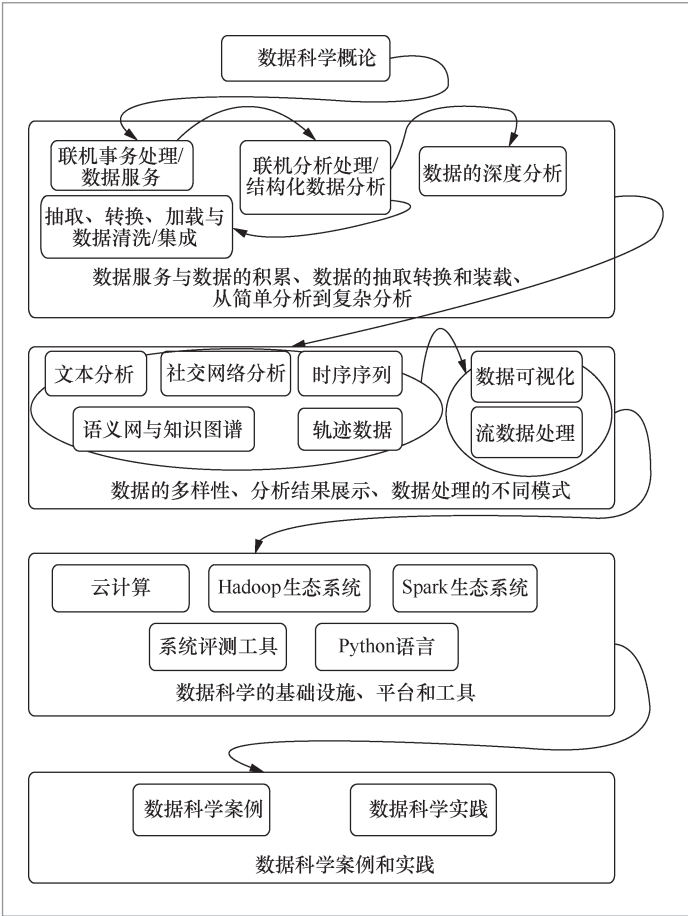 数据科学概论
联机事务处理/
数据服务
联机分析处理/
结构化数据分析
数据的深度分析
抽取、转换、加载与
数据清洗/集成
数据服务与数据的积累、数据的抽取转换和装载、
从简单分析到复杂分析
文本分析
社交网络分析
时序序列
数据可视化
语义网与知识图谱
轨迹数据
流数据处理
数据的多样性、分析结果展示、数据处理的不同模式
云计算
Hadoop生态系统
Spark生态系统
系统评测工具
Python语言
数据科学的基础设施、平台和工具
数据科学案例
数据科学实践
数据科学案例和实践